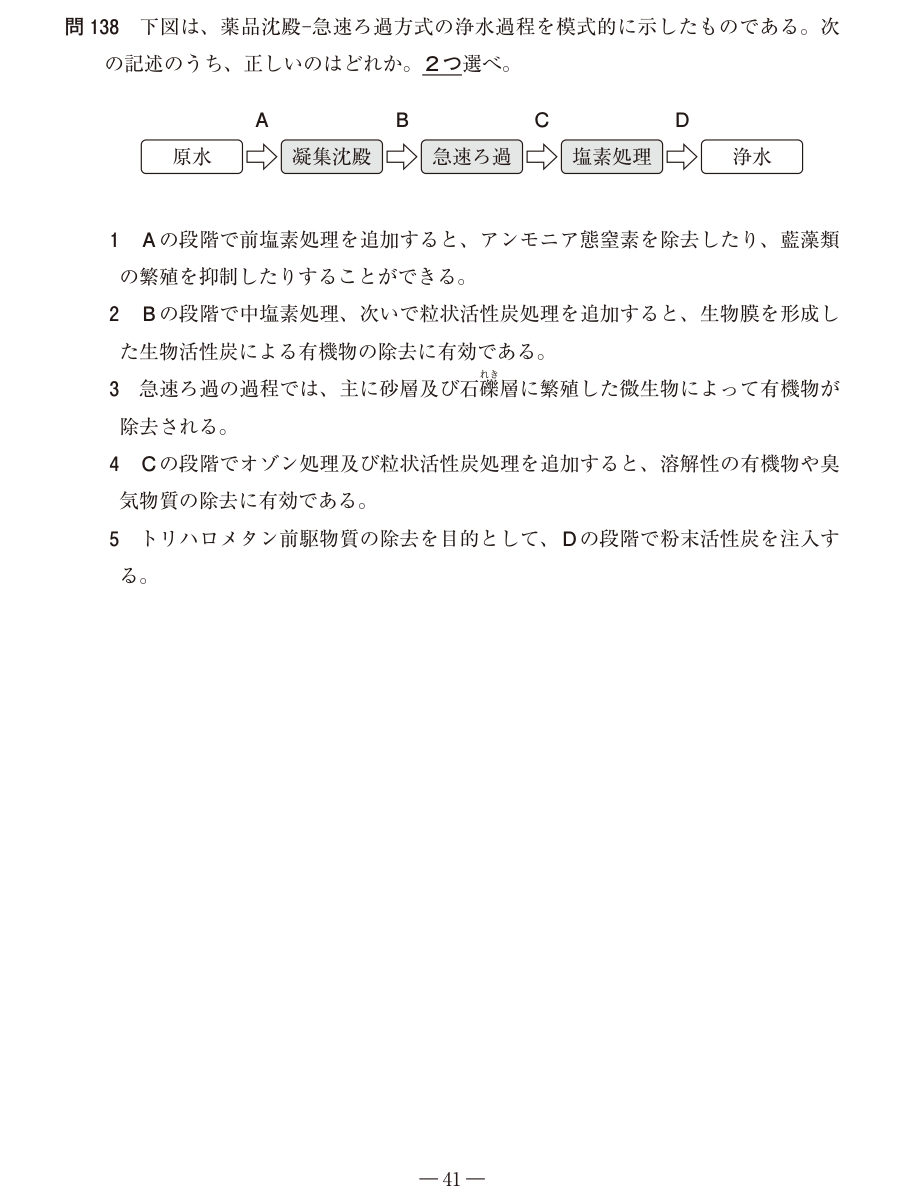 問 138 下図は、薬品沈殿−急速ろ過方式の浄水過程を模式的に示したものである。次
の記述のうち、正しいのはどれか。２つ選べ。
A B C D
原水 凝集沈殿 急速ろ過 塩素処理 浄水
1 Aの段階で前塩素処理を追加すると、アンモニア態窒素を除去したり、藍藻類
の繁殖を抑制したりすることができる。
2 Bの段階で中塩素処理、次いで粒状活性炭処理を追加すると、生物膜を形成し
た生物活性炭による有機物の除去に有効である。
れき
3 急速ろ過の過程では、主に砂層及び石礫層に繁殖した微生物によって有機物が
除去される。
4 Cの段階でオゾン処理及び粒状活性炭処理を追加すると、溶解性の有機物や臭
気物質の除去に有効である。
5 トリハロメタン前駆物質の除去を目的として、Dの段階で粉末活性炭を注入す
る。
— 41 —